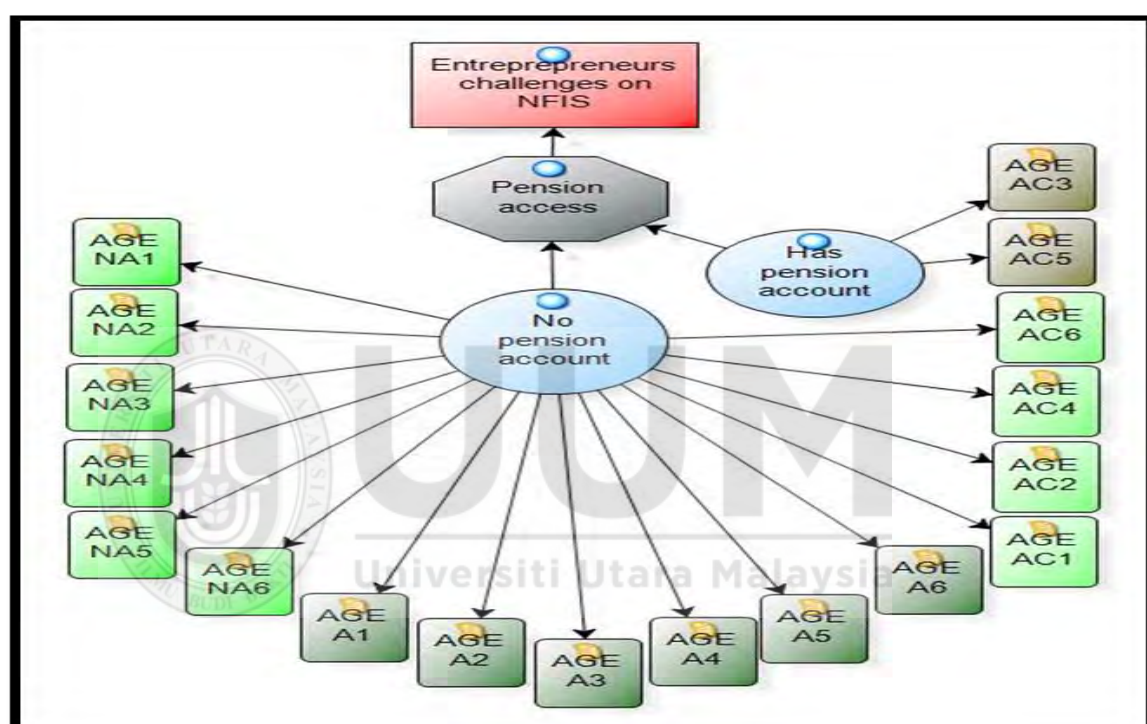 Entreprepreneurs
challenges on
NFIS
Pension
access
Has
pension
account
No
pension
account
AGE
NA1
AGE
NA2
AGE
NA3
AGE
NA4
AGE
NA5
AGE
NA6
AGE
A1
AGE
A2
AGE
A3
AGE
A4
AGE
A5
AGE
A6
AGE
AC3
AGE
AC5
AGE
AC6
AGE
AC4
AGE
AC2
AGE
AC1
UUM
Universiti Utara Malaysia